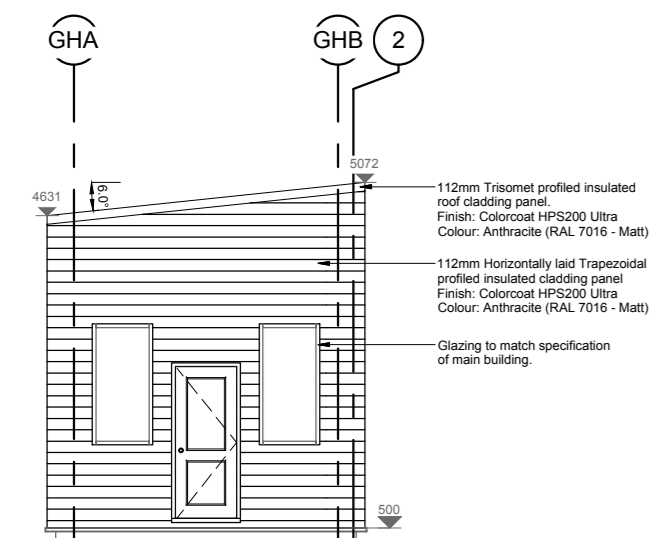 GHA
GHB
2
5072
4631
6.0°
112mm Trisomet profiled insulated
roof cladding panel.
Finish: Colorcoat HPS200 Ultra
Colour: Anthracite (RAL 7016 - Matt)
112mm Horizontally laid Trapezoidal
profiled insulated cladding panel
Finish: Colorcoat HPS200 Ultra
Colour: Anthracite (RAL 7016 - Matt)
Glazing to match specification
of main building.
500